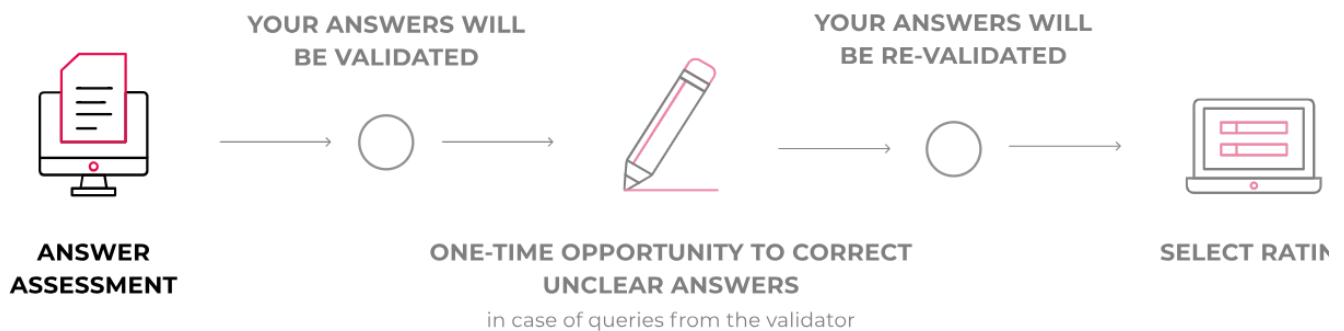 YOUR ANSWERS WILL
BE VALIDATED
YOUR ANSWERS WILL
BE RE-VALIDATED
ANSWER
ASSESSMENT
ONE-TIME OPPORTUNITY TO CORRECT
UNCLEAR ANSWERS
in case of queries from the validator
SELECT RATIN